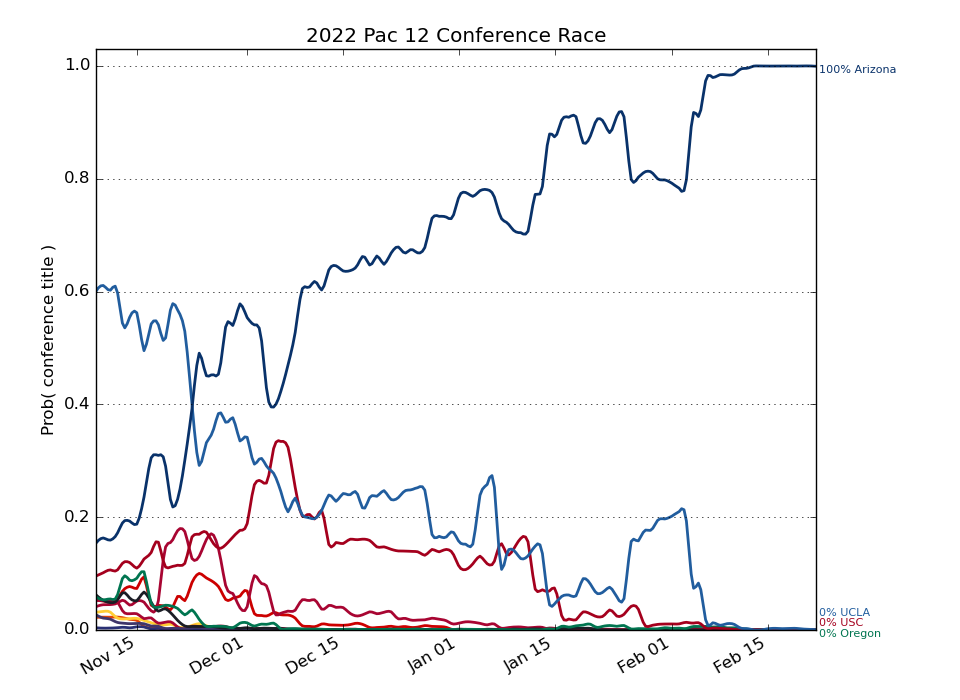 2022 Pac 12 Conference Race
Prob( conference title )
1.0
0.8
0.6
0.4
0.2
0.0
Nov 15
Dec 01
Dec 15
Jan 01
Jan 15
Feb 01
Feb 15
100% Arizona
0% UCLA
0% USC
0% Oregon